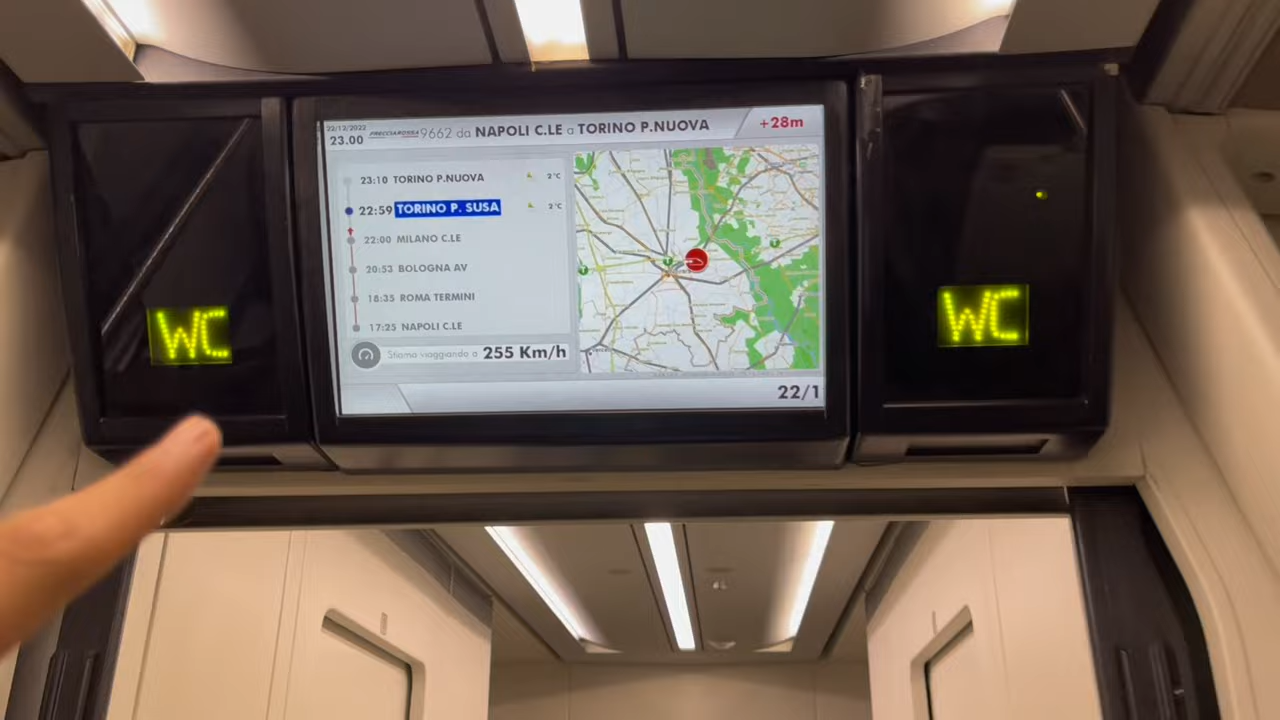 22/12/2022
23.00
FRECCIAROSSA 9662 da NAPOLI C.LE a TORINO P.NUOVA
+28m
23:10 TORINO P.NUOVA 2°C
22:59 TORINO P. SUSA 2°C
22:00 MILANO C.LE
20:53 BOLOGNA AV
18:35 ROMA TERMINI
17:25 NAPOLI C.LE
Stiamo viaggiando a 255 Km/h
22/1
WC
WC